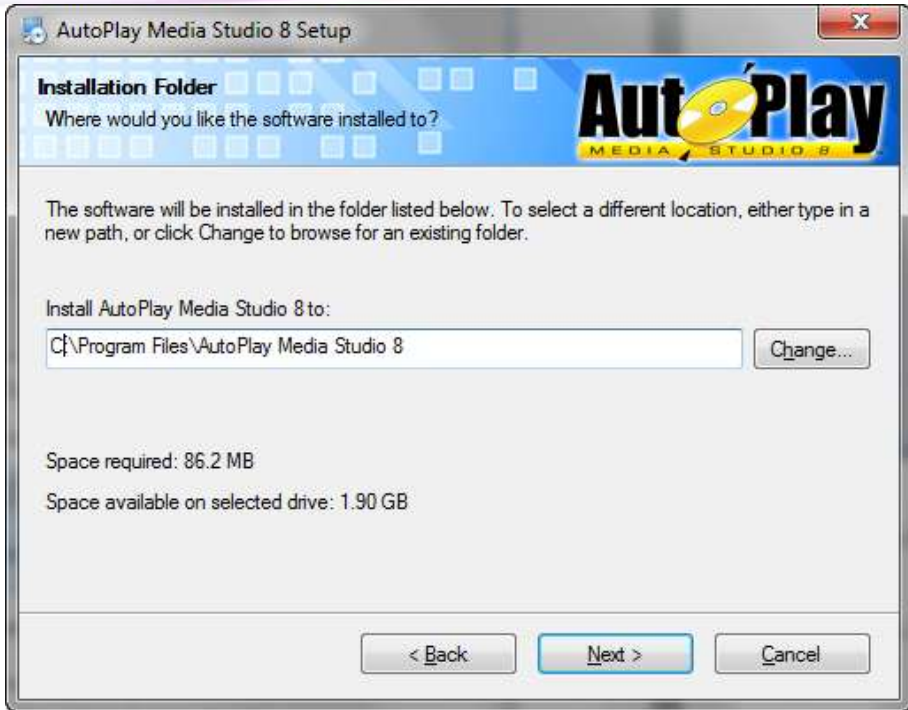 AutoPlay Media Studio 8 Setup
Installation Folder
Where would you like the software installed to?
AutoPlay
MEDIA STUDIO 8
The software will be installed in the folder listed below. To select a different location, either type in a
new path, or click Change to browse for an existing folder.
Install AutoPlay Media Studio 8 to:
C:\Program Files\AutoPlay Media Studio 8
Change...
Space required: 86.2 MB
Space available on selected drive: 1.90 GB
< Back
Next >
Cancel